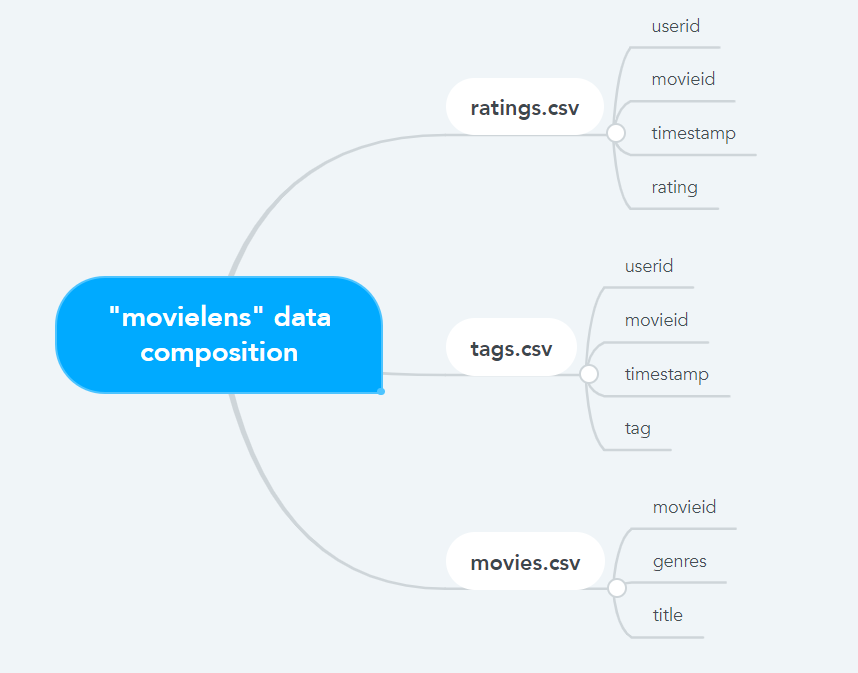 "movielens" data
composition
ratings.csv
userid
movieid
timestamp
rating
tags.csv
userid
movieid
timestamp
tag
movies.csv
movieid
genres
title